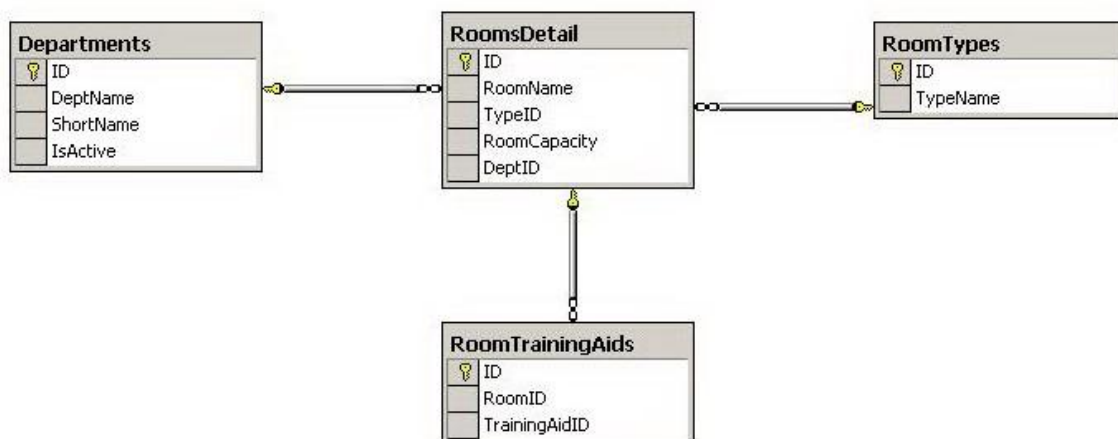 Departments
ID
DeptName
ShortName
IsActive
RoomsDetail
ID
RoomName
TypeID
RoomCapacity
DeptID
RoomTypes
ID
TypeName
RoomTrainingAids
ID
RoomID
TrainingAidID